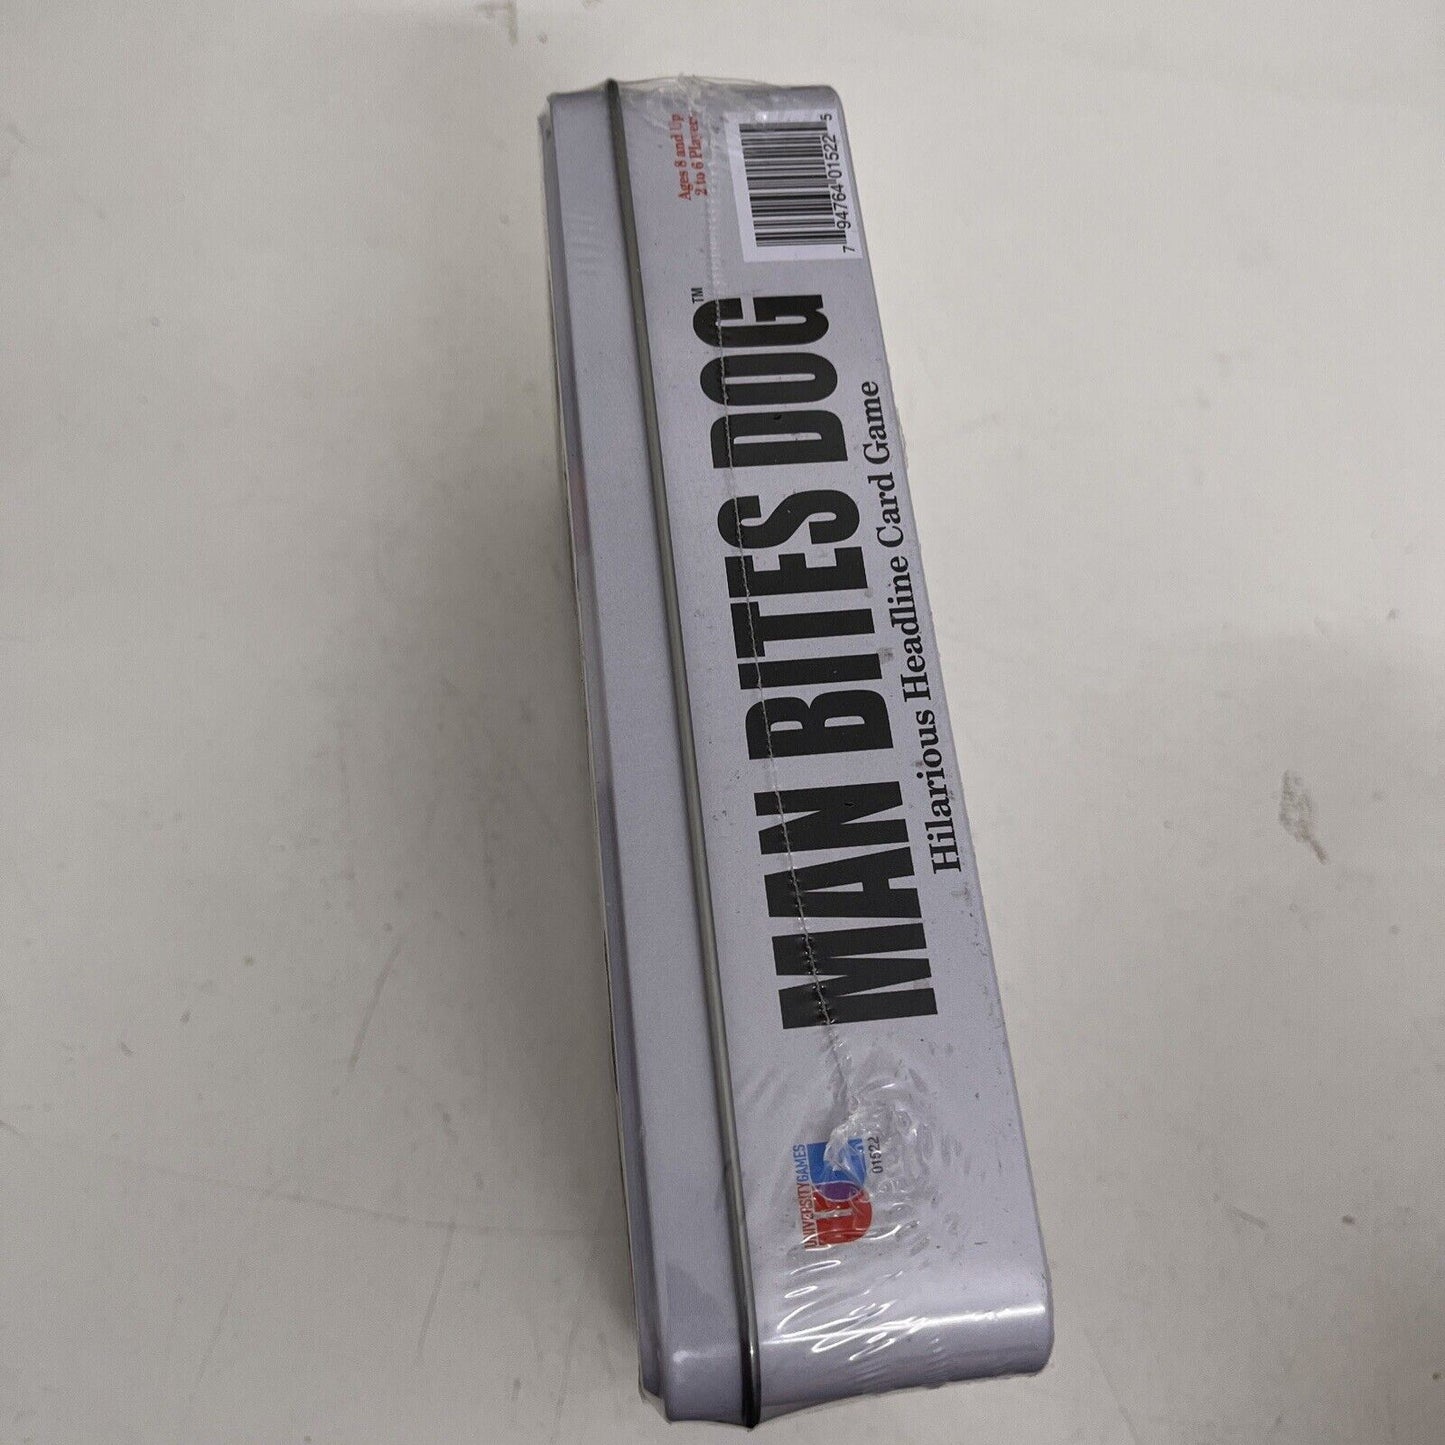 UNIVERSITY GAMES
01522
MAN BITES DOG™
Hilarious Headline Card Game
Ages 8 and Up
2 to 6 Players
7 94764 01522 5